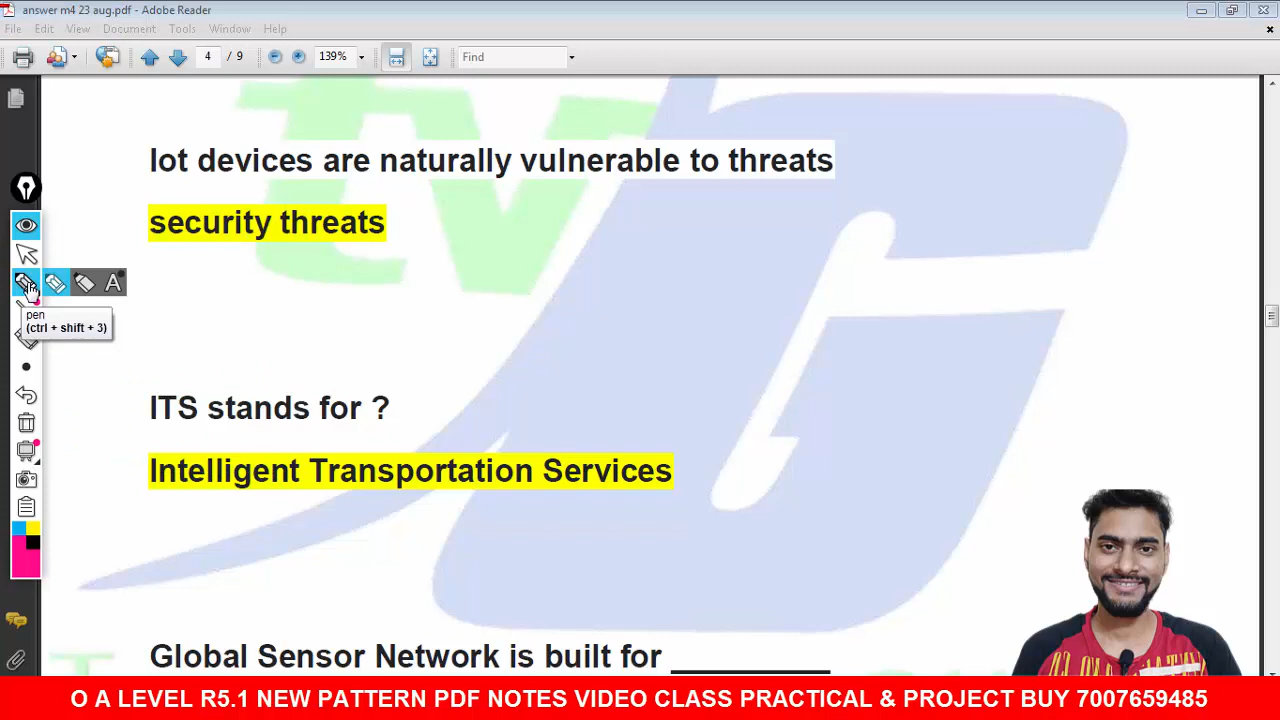 answer m4 23 aug.pdf - Adobe Reader
File Edit View Document Tools Window Help
4 / 9 139% Find
tv
Iot devices are naturally vulnerable to threats
security threats
A
pen
(ctrl + shift + 3)
ITS stands for ?
Intelligent Transportation Services
Global Sensor Network is built for __________
O A LEVEL R5.1 NEW PATTERN PDF NOTES VIDEO CLASS PRACTICAL & PROJECT BUY 7007659485